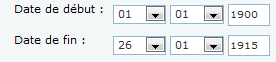 Date de début : 01 01 1900
Date de fin : 26 01 1915